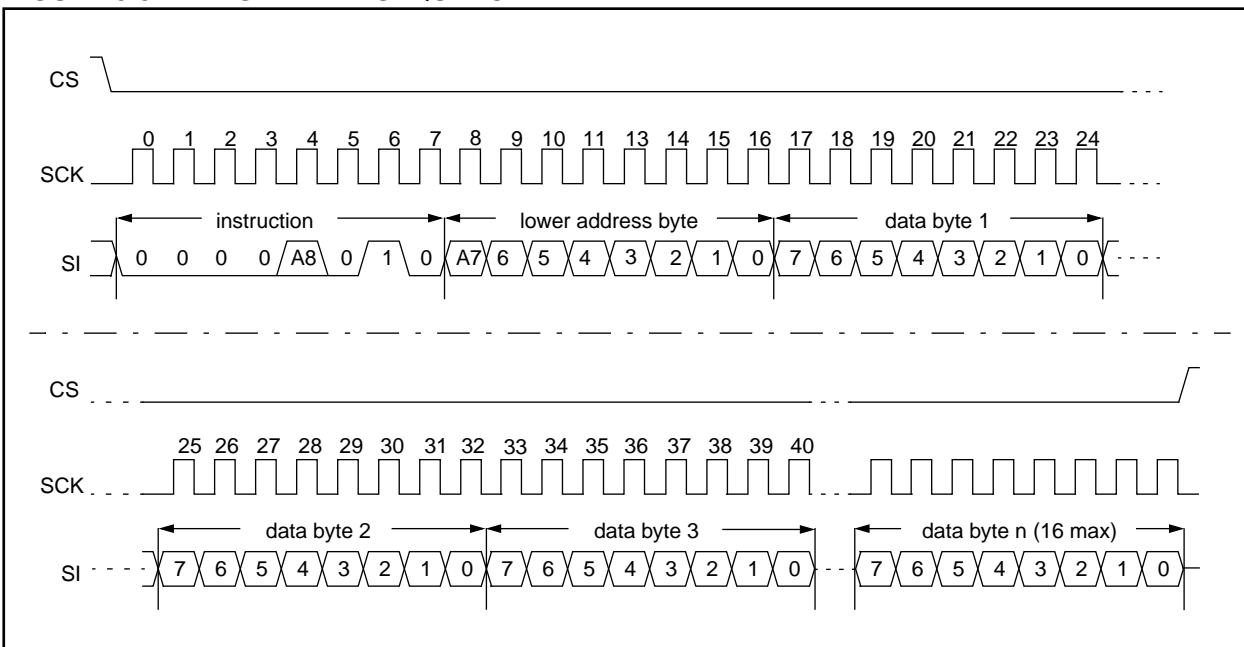 CS
0 1 2 3 4 5 6 7 8 9 10 11 13 14 15 16 17 18 19 20 21 22 23 24
SCK
instruction lower address byte data byte 1
SI 0 0 0 0 A8 0 1 0 A7 6 5 4 3 2 1 0 7 6 5 4 3 2 1 0
CS
25 26 27 28 29 30 31 32 33 34 35 36 37 38 39 40
SCK
data byte 2 data byte 3 data byte n (16 max)
SI 7 6 5 4 3 2 1 0 7 6 5 4 3 2 1 0 7 6 5 4 3 2 1 0